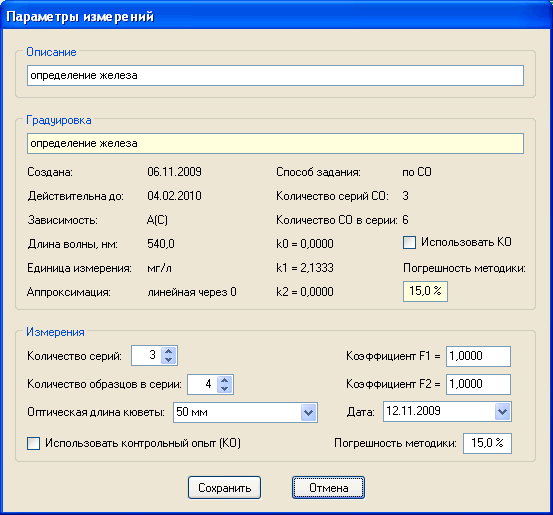 Параметры измерений
Описание
определение железа
Градуировка
определение железа
Создана: 06.11.2009 Способ задания: по СО
Действительна до: 04.02.2010 Количество серий СО: 3
Зависимость: А(С) Количество СО в серии: 6
Длина волны, нм: 540,0 k0 = 0,0000 Использовать КО
Единица измерения: мг/л k1 = 2,1333 Погрешность методики:
Аппроксимация: линейная через 0 k2 = 0,0000 15,0 %
Измерения
Количество серий: 3 Коэффициент F1 = 1,0000
Количество образцов в серии: 4 Коэффициент F2 = 1,0000
Оптическая длина кюветы: 50 мм Дата: 12.11.2009
Использовать контрольный опыт (КО) Погрешность методики: 15,0 %
Сохранить Отмена